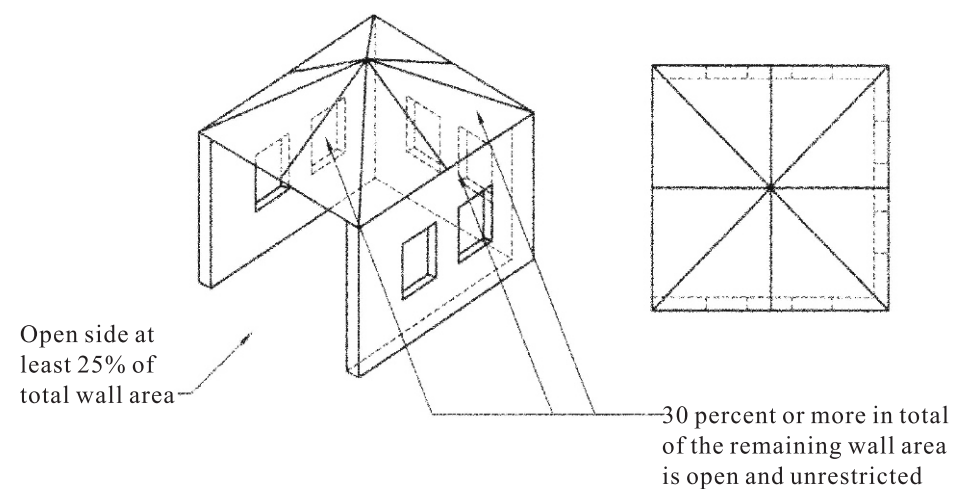 Open side at
least 25% of
total wall area
30 percent or more in total
of the remaining wall area
is open and unrestricted